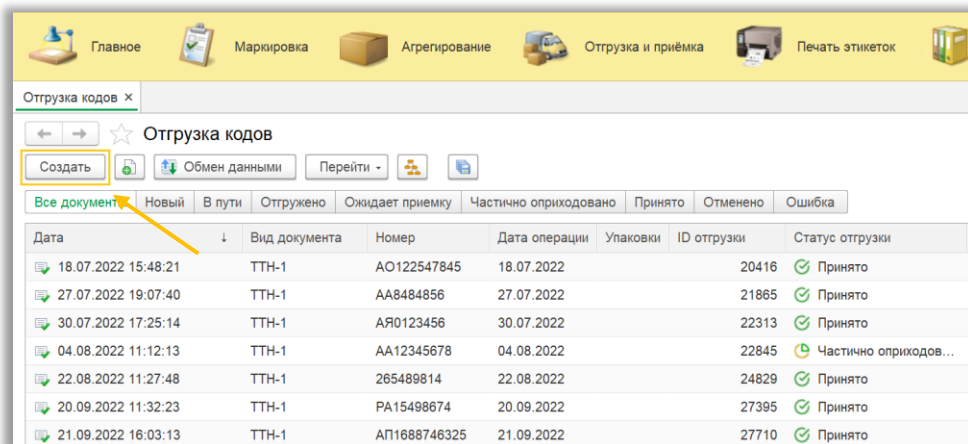 Главное Маркировка Агрегирование Отгрузка и приёмка Печать этикеток
Отгрузка кодов ×
Отгрузка кодов
Создать Обмен данными Перейти
Все документы Новый В пути Отгружено Ожидает приемку Частично оприходовано Принято Отменено Ошибка
Дата ↓ Вид документа Номер Дата операции Упаковки ID отгрузки Статус отгрузки
18.07.2022 15:48:21 ТТН-1 АО122547845 18.07.2022 20416 Принято
27.07.2022 19:07:40 ТТН-1 АА8484856 27.07.2022 21865 Принято
30.07.2022 17:25:14 ТТН-1 АЯ0123456 30.07.2022 22313 Принято
04.08.2022 11:12:13 ТТН-1 АА12345678 04.08.2022 22845 Частично оприходов...
22.08.2022 11:27:48 ТТН-1 265489814 22.08.2022 24829 Принято
20.09.2022 11:32:23 ТТН-1 РА15498674 20.09.2022 27395 Принято
21.09.2022 16:03:13 ТТН-1 АП1688746325 21.09.2022 27710 Принято